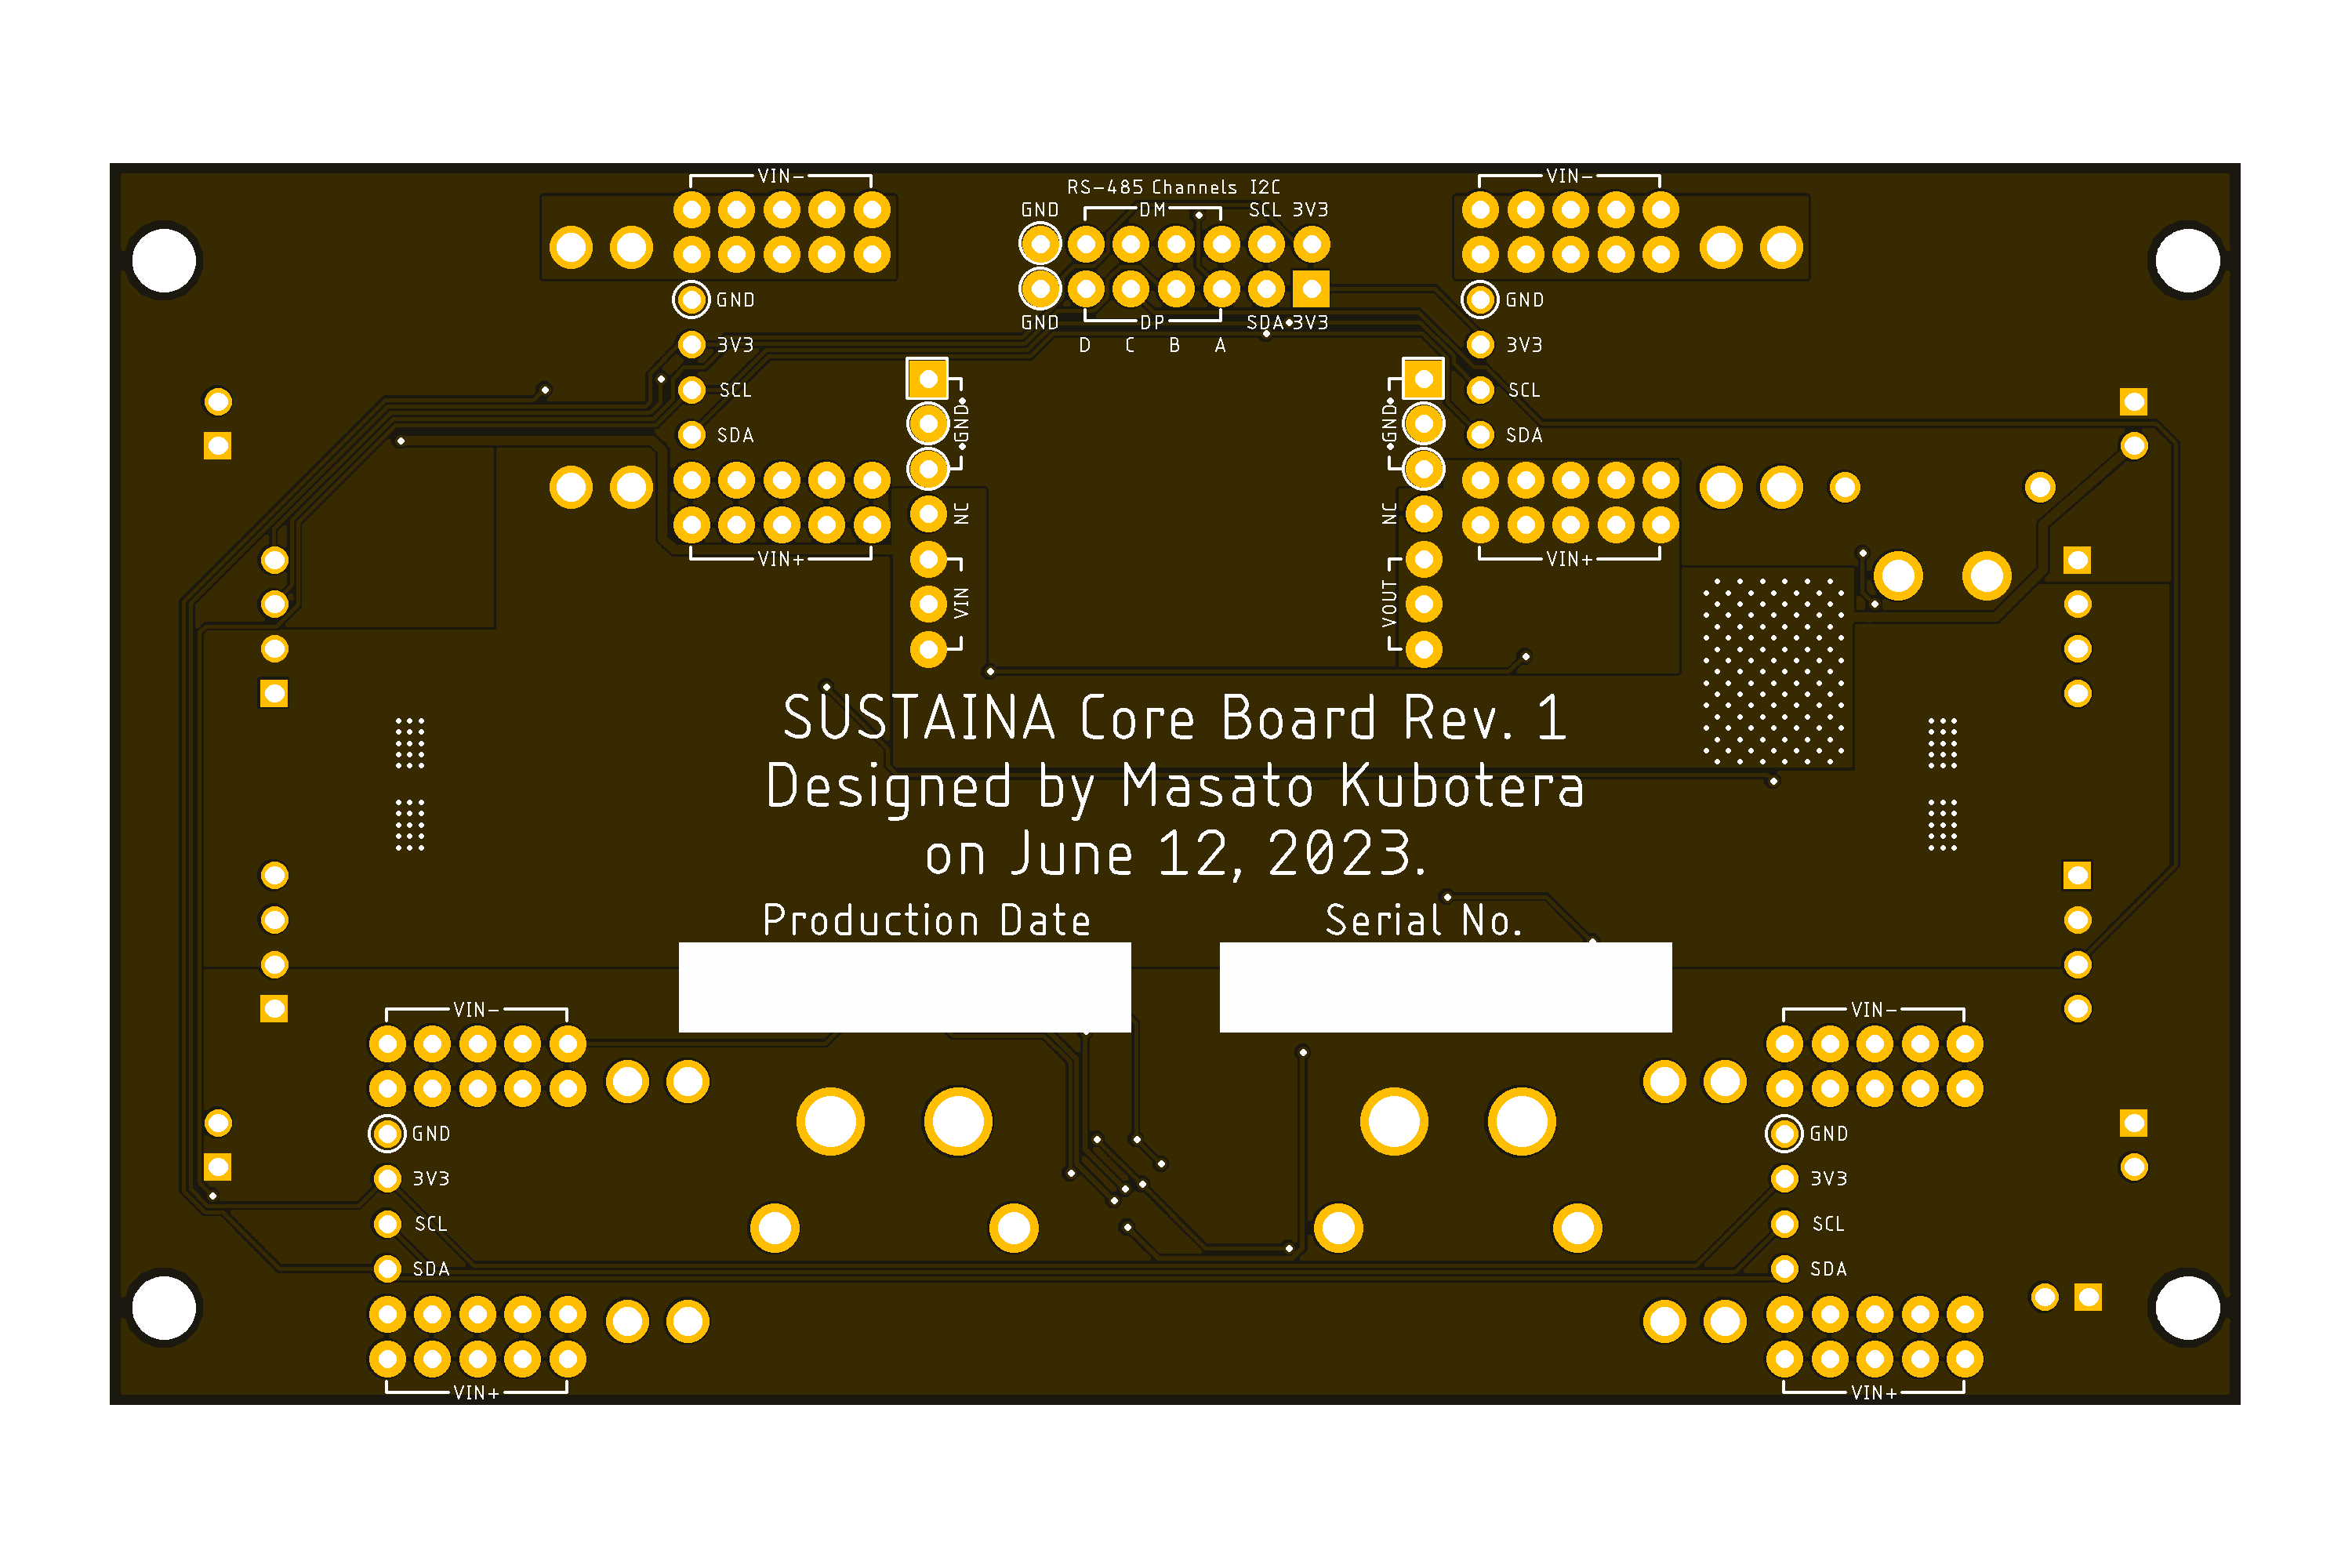 VIN- VIN-
RS-485 Channels I2C
GND DM SCL 3V3
GND GND
GND DP SDA 3V3
3V3 D C B A 3V3
SCL SCL
GND GND
SDA SDA
NC NC
VIN+ VIN+
VIN VOUT
SUSTAINA Core Board Rev. 1
Designed by Masato Kubotera
on June 12, 2023.
Production Date Serial No.
VIN- VIN-
GND GND
3V3 3V3
SCL SCL
SDA SDA
VIN+ VIN+